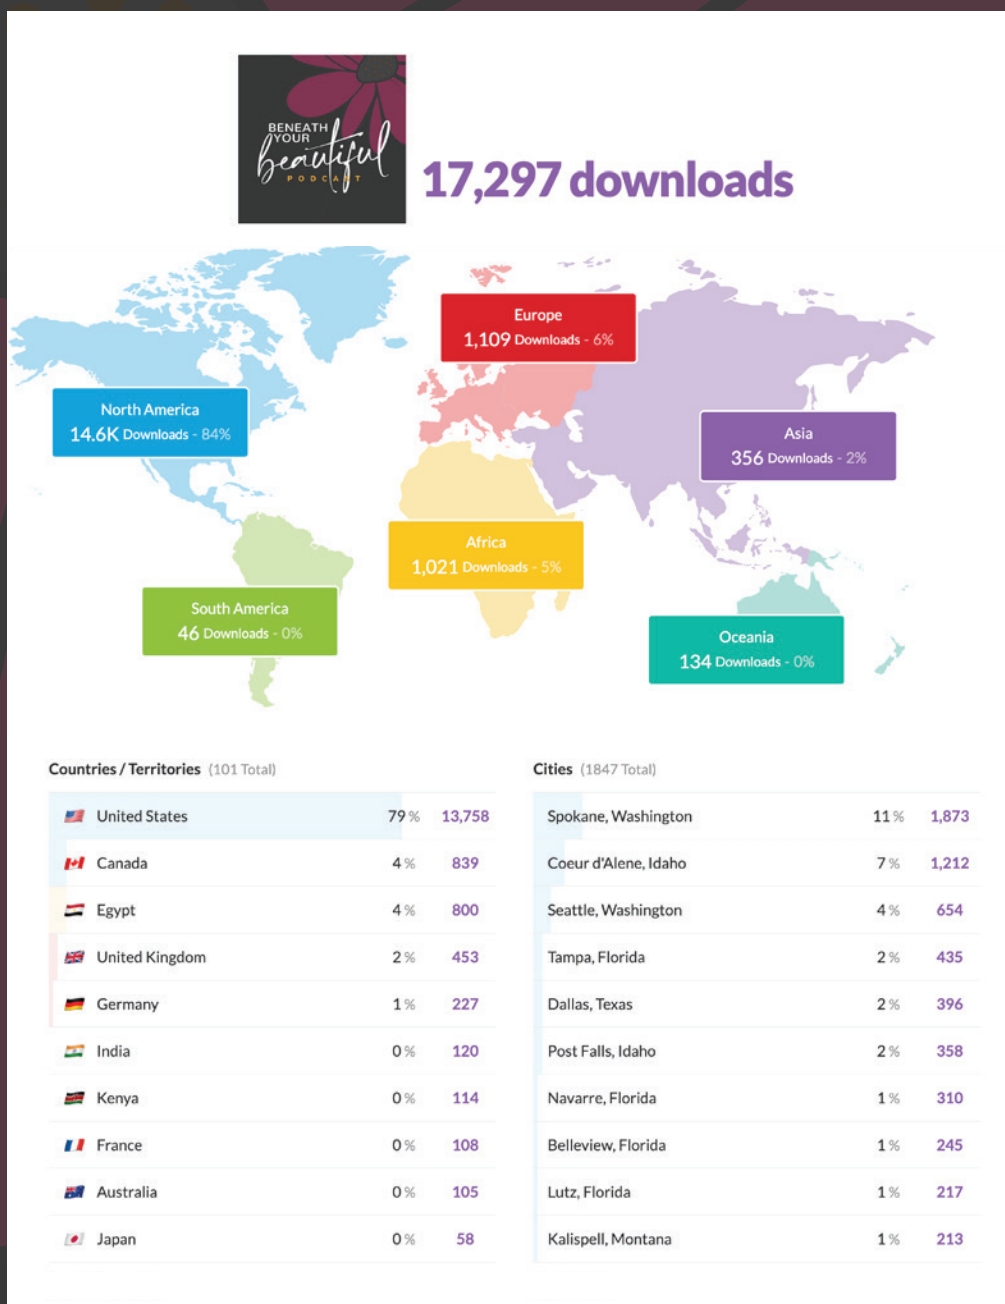 BENEATH
YOUR
beautiful
PODCAST
17,297 downloads
Europe
1,109 Downloads - 6%
North America
14.6K Downloads - 84%
Asia
356 Downloads - 2%
Africa
1,021 Downloads - 5%
South America
46 Downloads - 0%
Oceania
134 Downloads - 0%
Countries / Territories (101 Total)
United States 79 % 13,758
Canada 4 % 839
Egypt 4 % 800
United Kingdom 2 % 453
Germany 1 % 227
India 0 % 120
Kenya 0 % 114
France 0 % 108
Australia 0 % 105
Japan 0 % 58
Cities (1847 Total)
Spokane, Washington 11 % 1,873
Coeur d'Alene, Idaho 7 % 1,212
Seattle, Washington 4 % 654
Tampa, Florida 2 % 435
Dallas, Texas 2 % 396
Post Falls, Idaho 2 % 358
Navarre, Florida 1 % 310
Belleview, Florida 1 % 245
Lutz, Florida 1 % 217
Kalispell, Montana 1 % 213